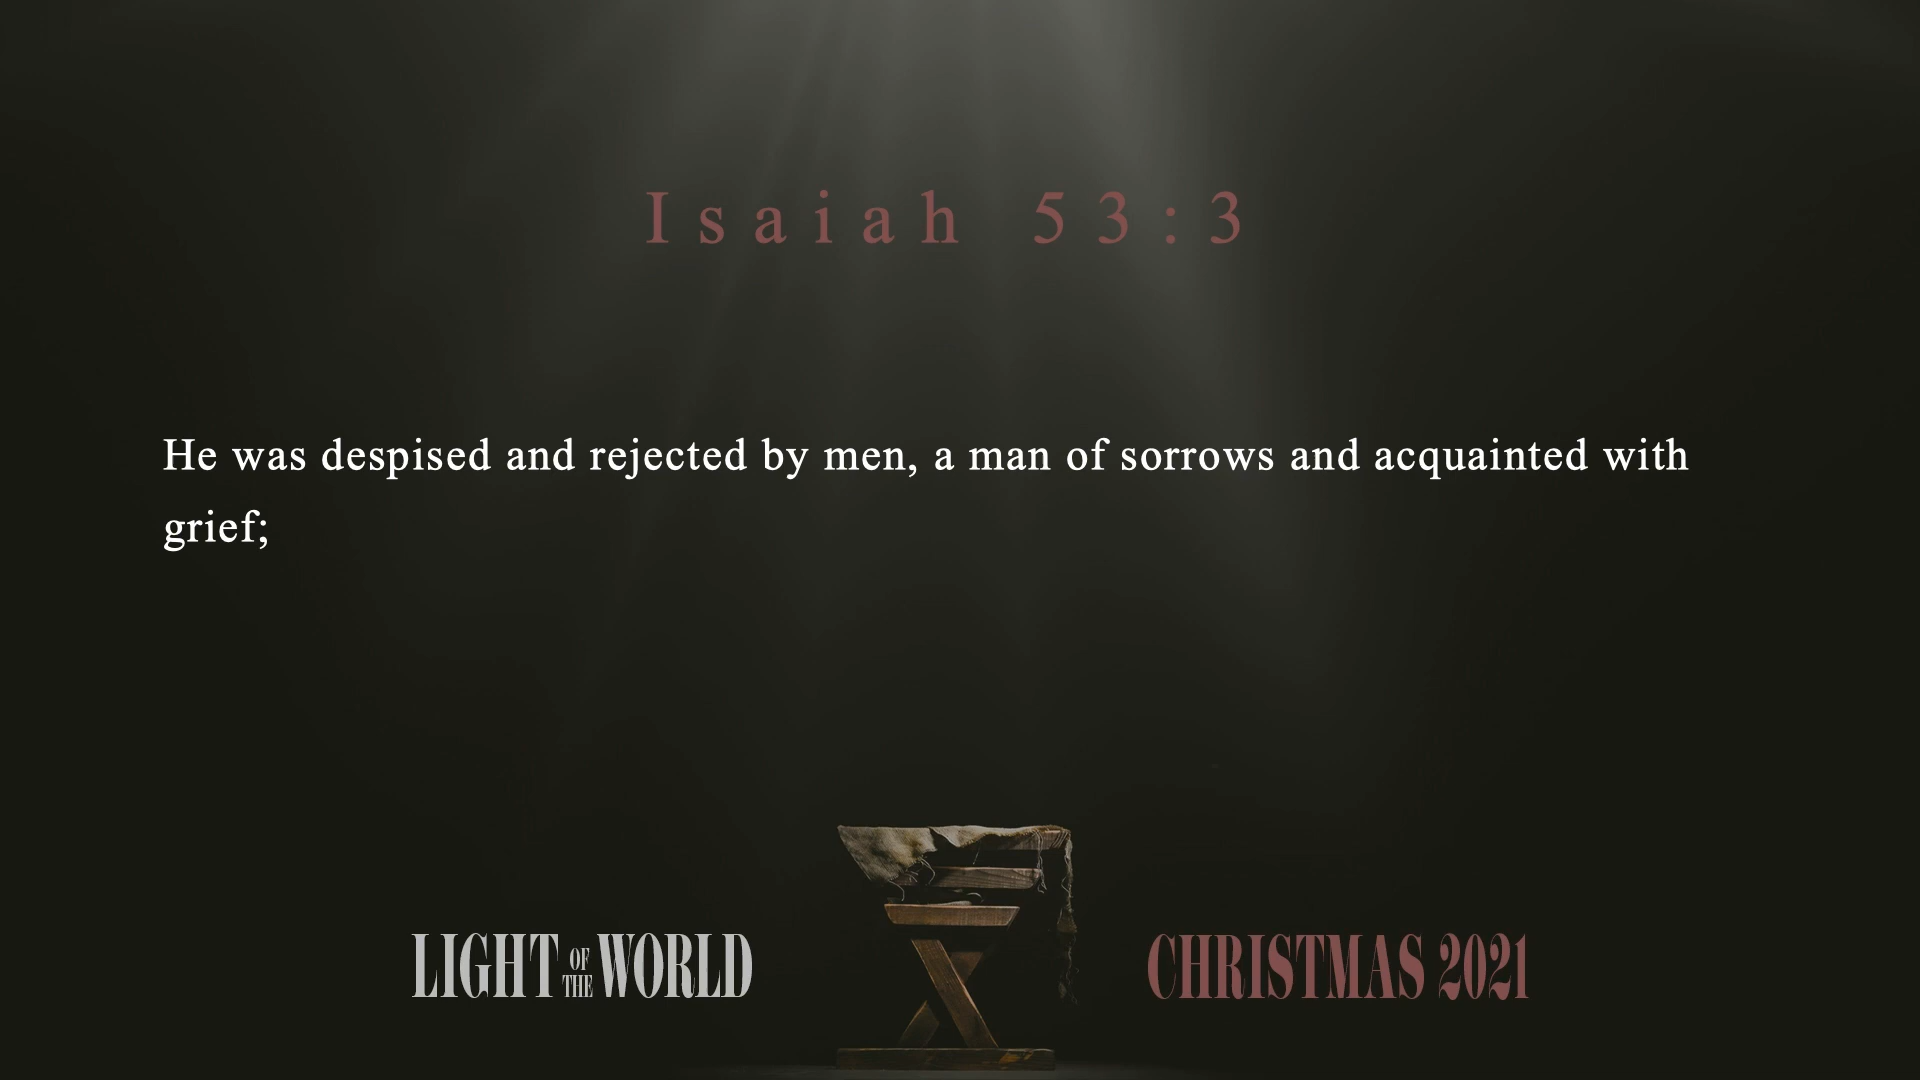 Isaiah 53:3
He was despised and rejected by men, a man of sorrows and acquainted with
grief;
LIGHT OF THE WORLD
CHRISTMAS 2021